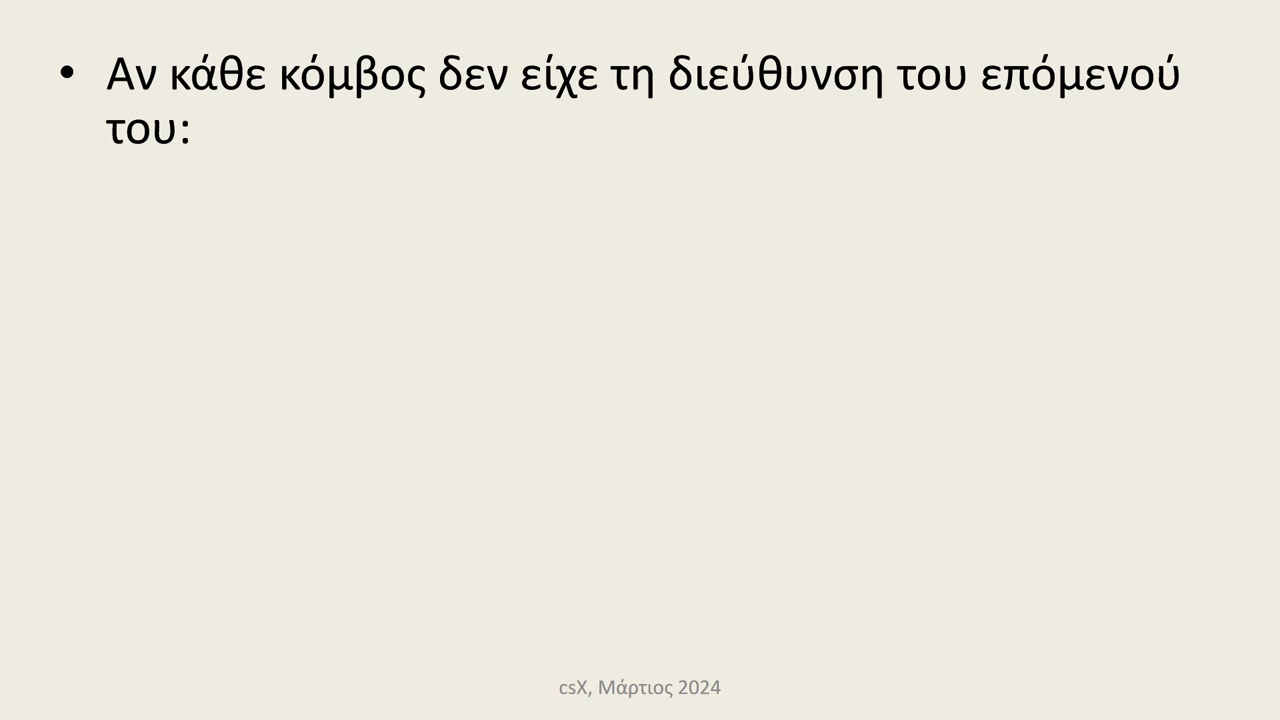 • Αν κάθε κόμβος δεν είχε τη διεύθυνση του επόμενού
του:
csX, Μάρτιος 2024